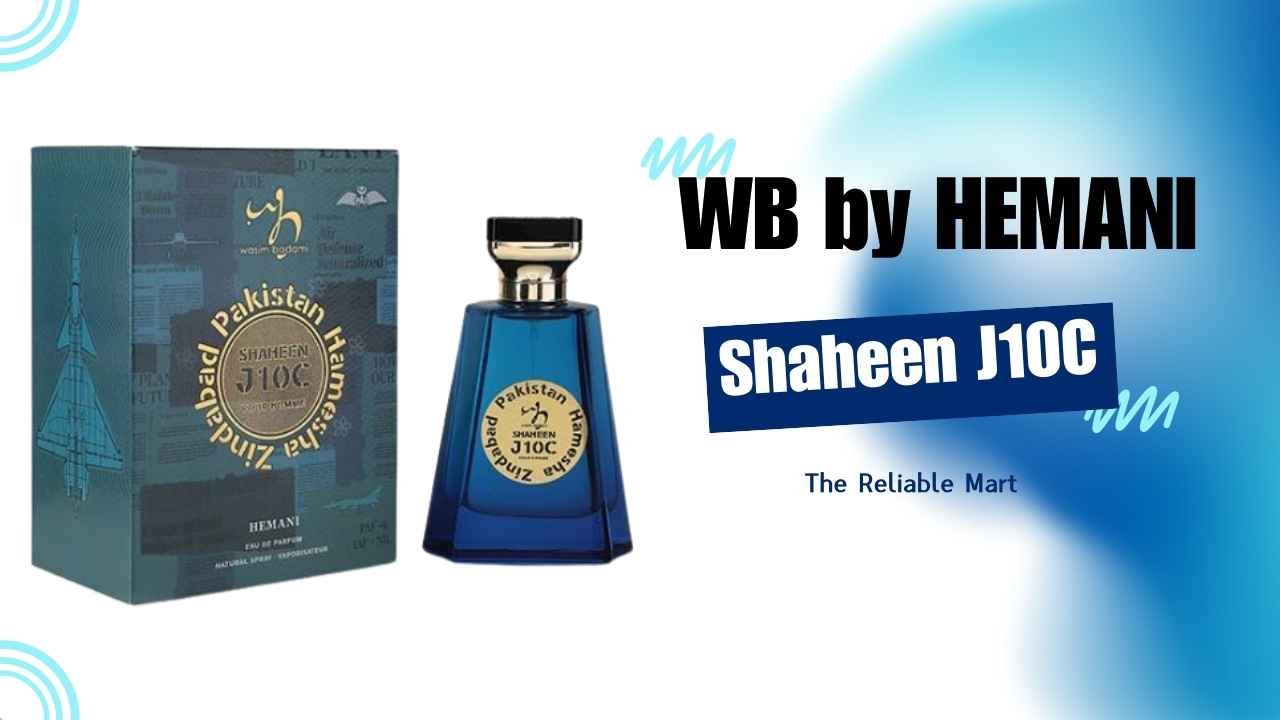 WB by HEMANI
Shaheen J10C
The Reliable Mart
wasim badami
Pakistan Hamesha Zindabad
SHAHEEN
J10C
HEMANI
EAU DE PARFUM
NATURAL SPRAY - VAPORISATEUR
Pakistan Hamesha Zindabad
SHAHEEN
J10C